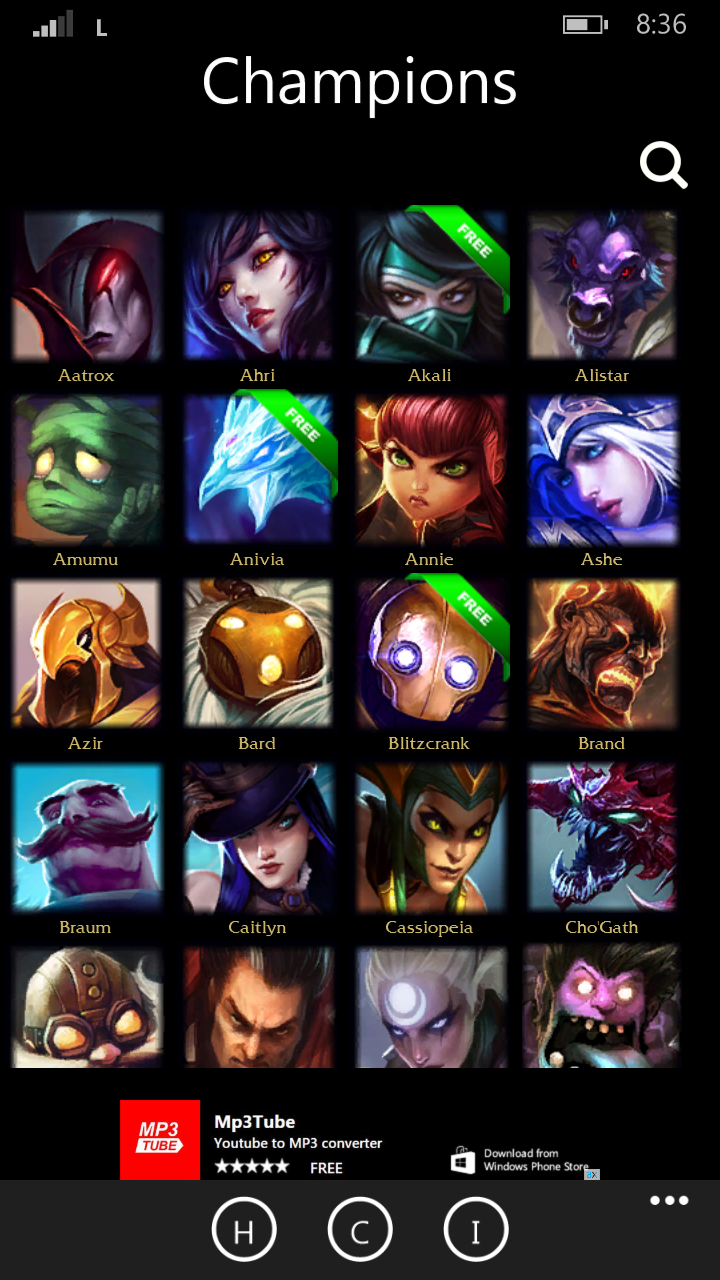 L 8:36
Champions
FREE
Aatrox Ahri Akali Alistar
FREE
Amumu Anivia Annie Ashe
FREE
Azir Bard Blitzcrank Brand
Braum Caitlyn Cassiopeia Cho'Gath
MP3
TUBE
Mp3Tube
Youtube to MP3 converter
FREE
Download from
Windows Phone Store
H C I